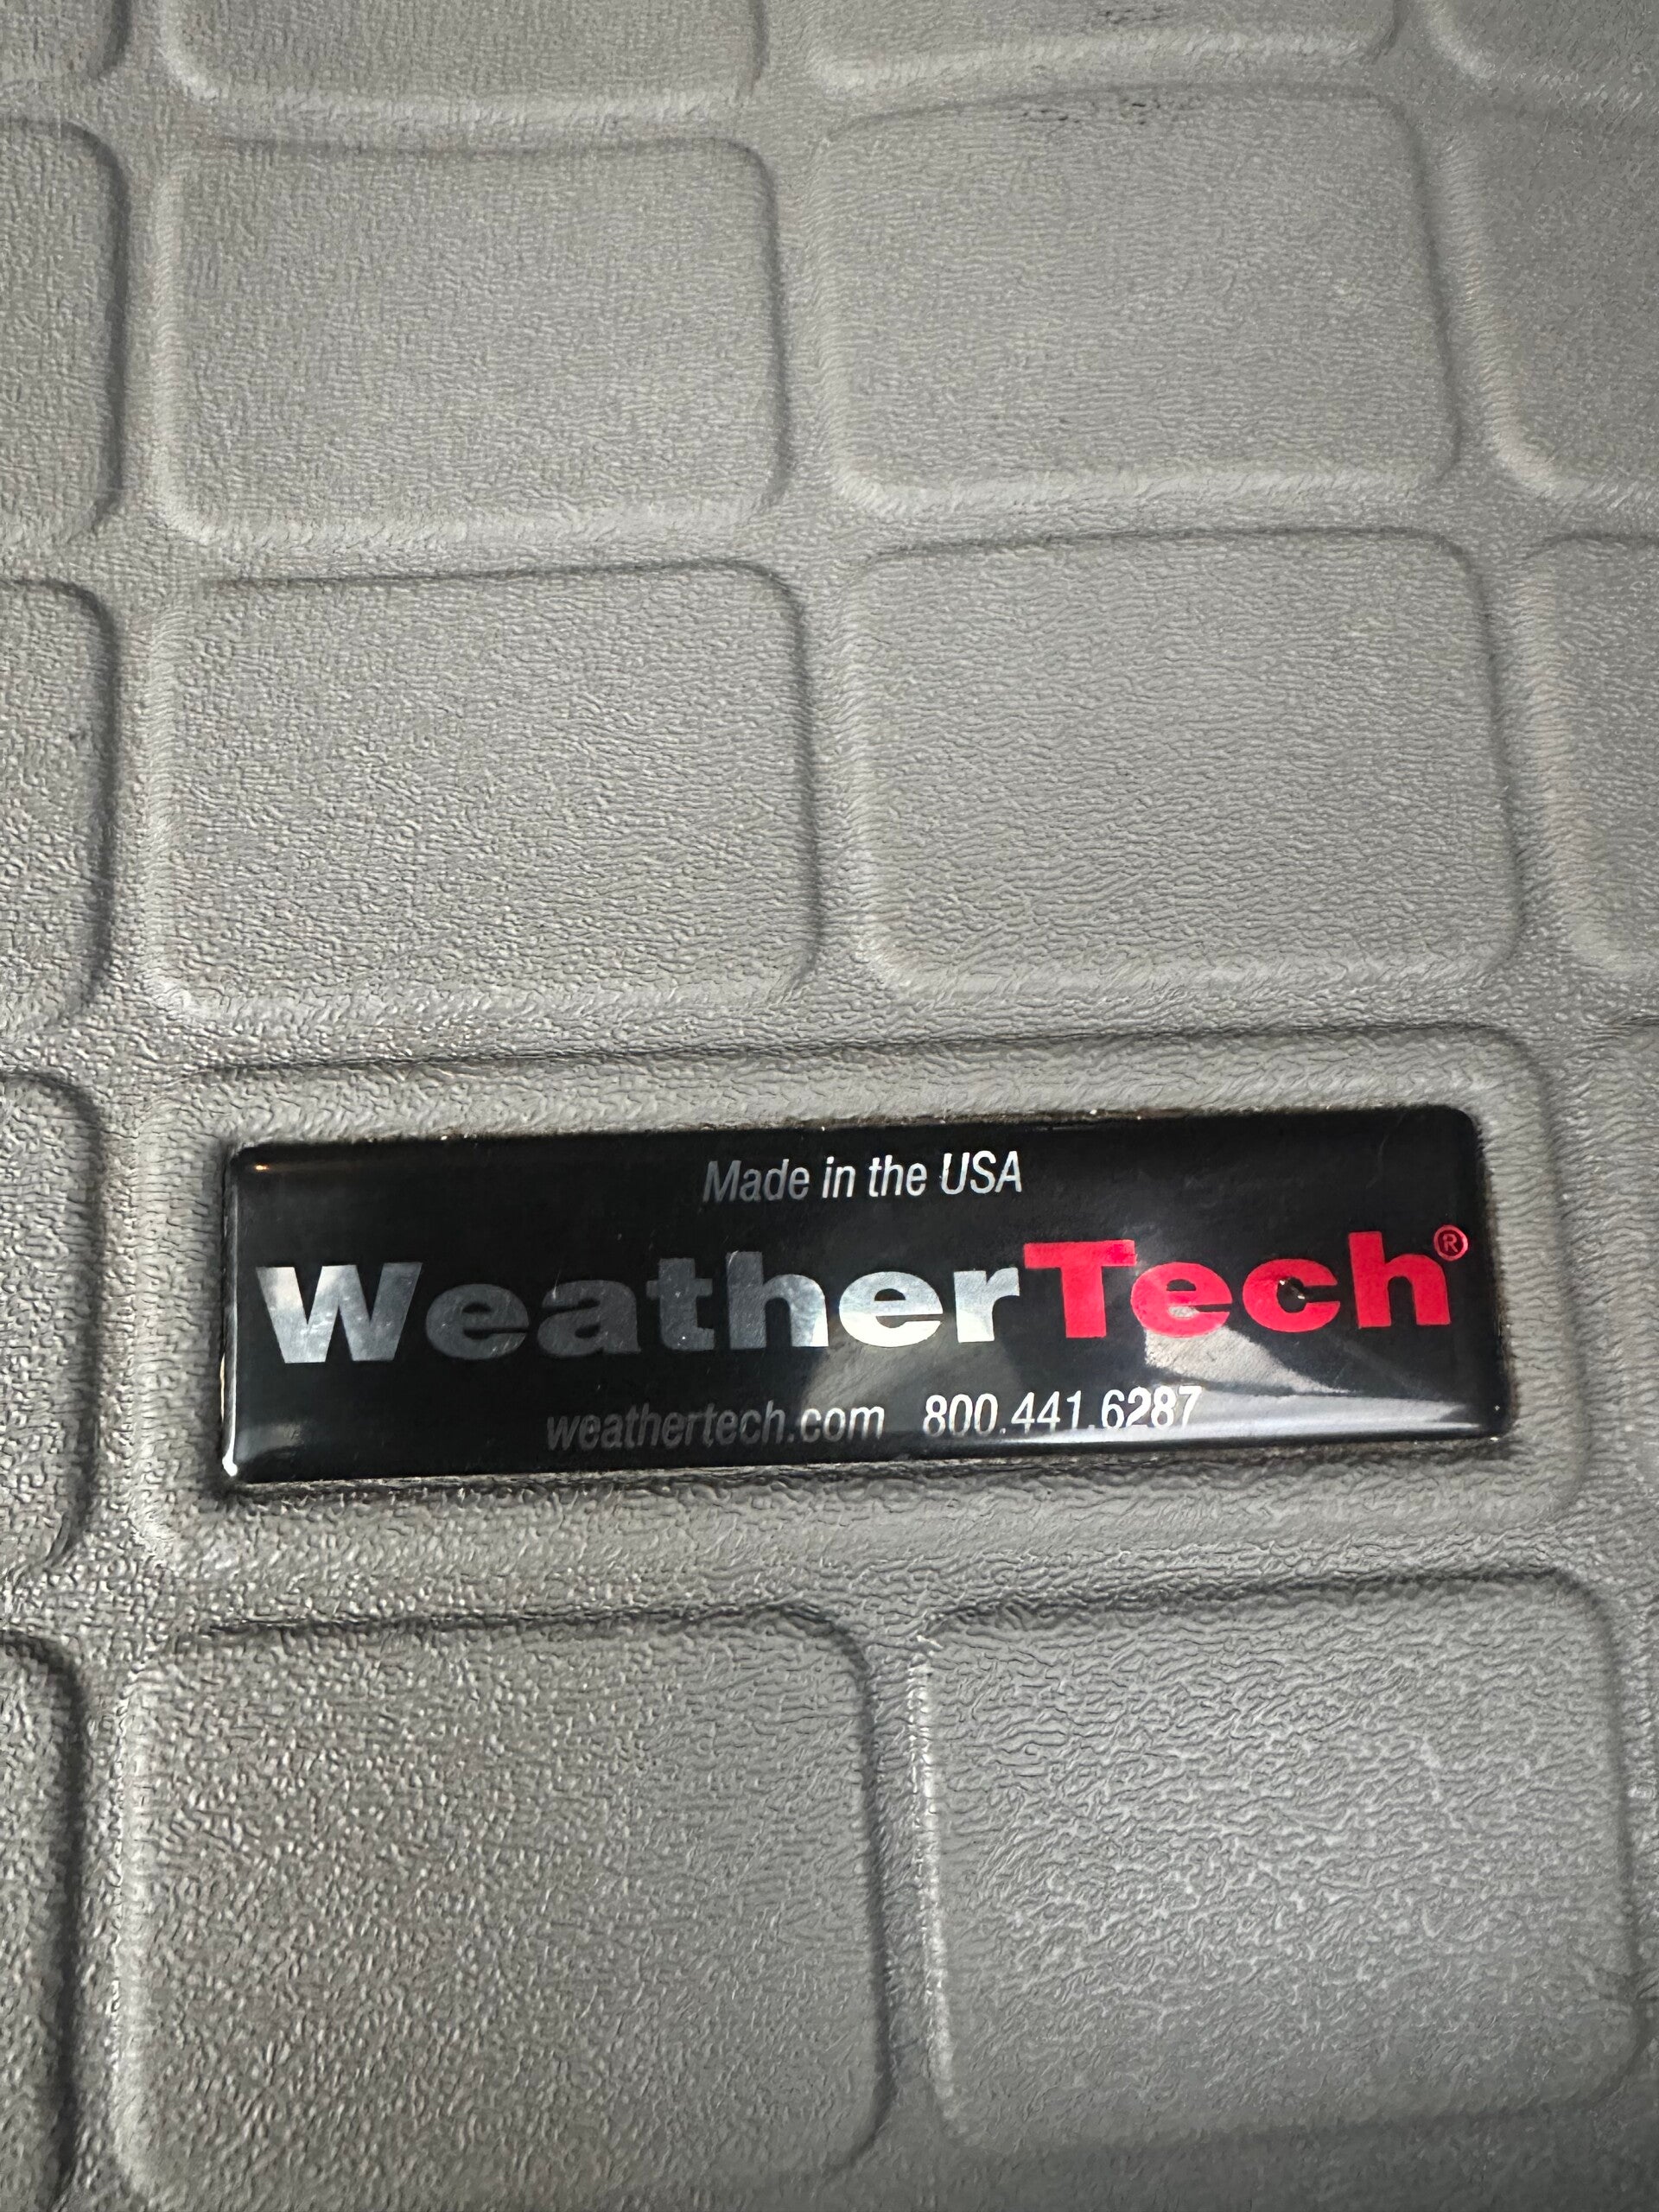 Made in the USA
WeatherTech®
weathertech.com 800.441.6287